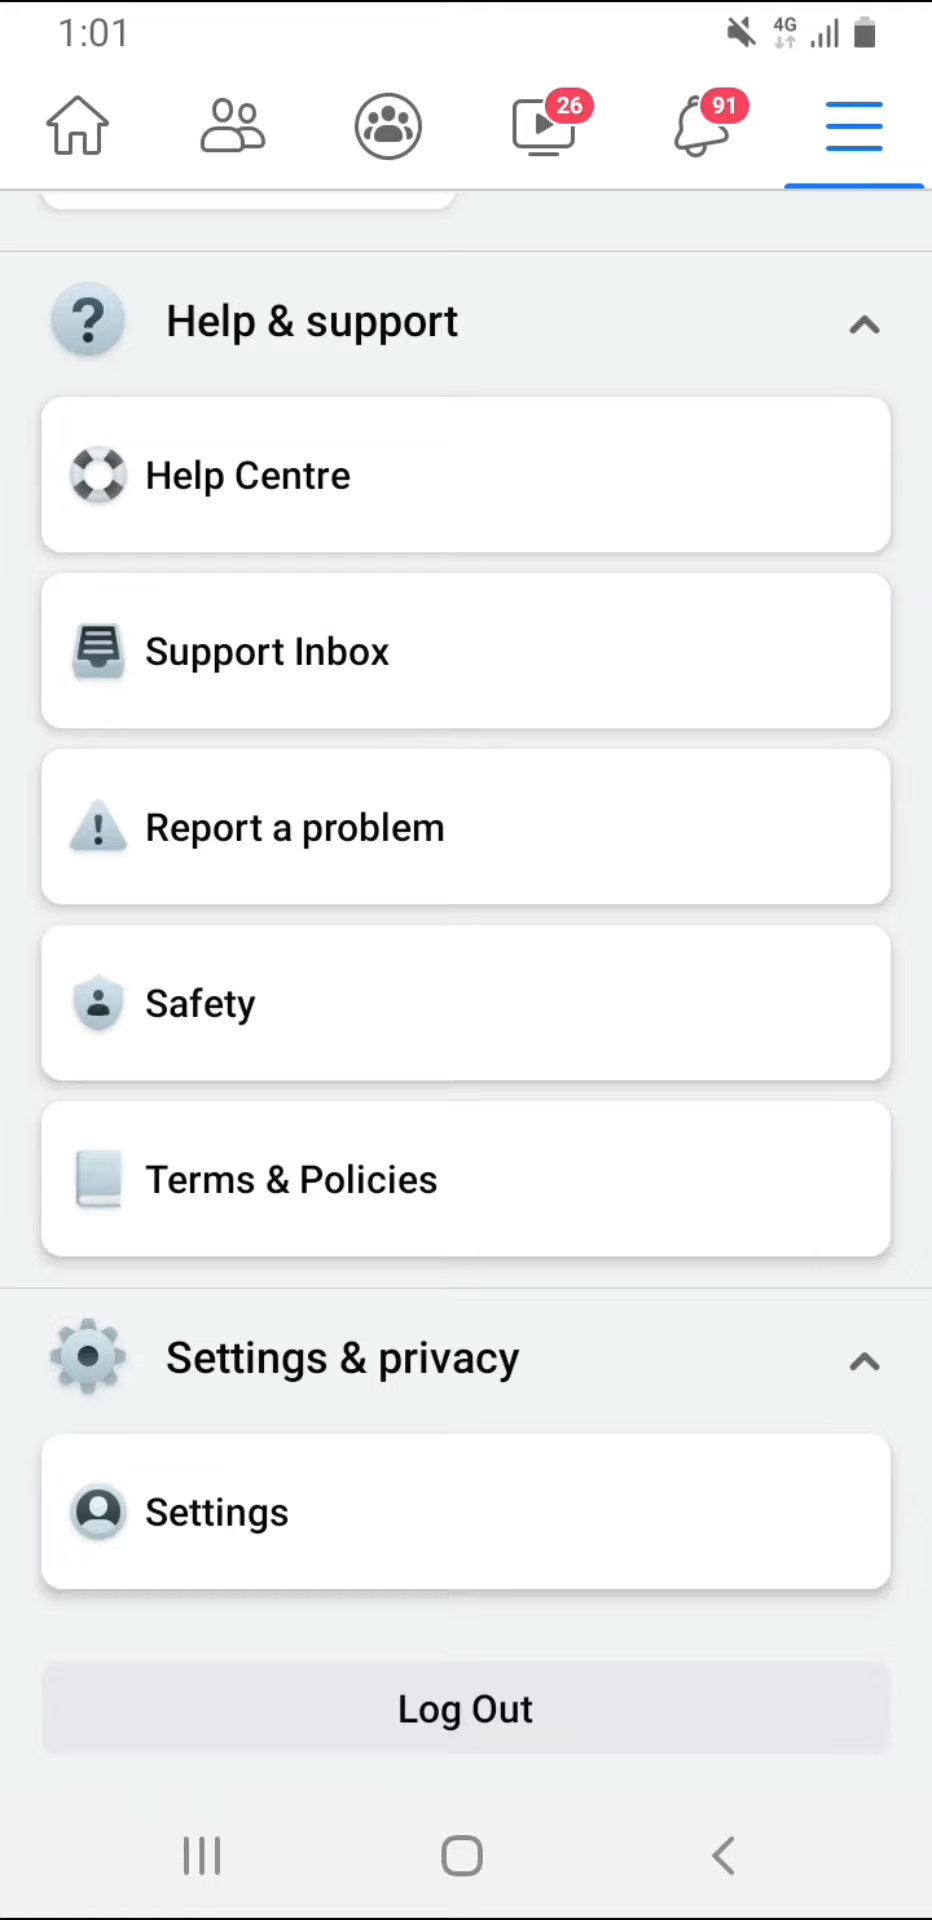 1:01
4G
26
91
Help & support
Help Centre
Support Inbox
Report a problem
Safety
Terms & Policies
Settings & privacy
Settings
Log Out